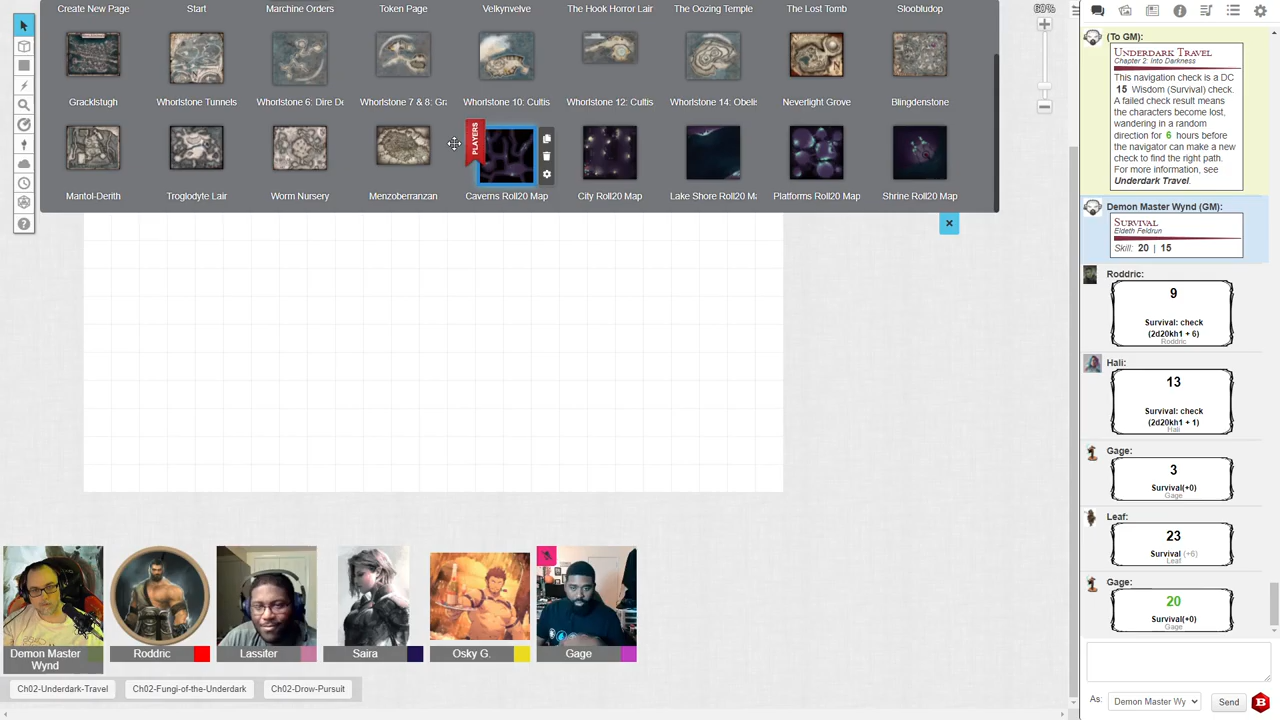 Create New Page
Start
Marchine Orders
Token Page
Velkynvelve
The Hook Horror Lair
The Oozing Temple
The Lost Tomb
Sloobludop
60%
Gracklstugh
Whorlstone Tunnels
Whorlstone 6: Dire De
Whorlstone 7 & 8: Gra
Whorlstone 10: Cultis
Whorlstone 12: Cultis
Whorlstone 14: Obeli
Neverlight Grove
Blingdenstone
PLAYERS
Mantol-Derith
Troglodyte Lair
Worm Nursery
Menzoberranzan
Caverns Roll20 Map
City Roll20 Map
Lake Shore Roll20 Ma
Platforms Roll20 Map
Shrine Roll20 Map
(To GM):
Underdark Travel
Chapter 2: Into Darkness
This navigation check is a DC
15 Wisdom (Survival) check.
A failed check result means
the characters become lost,
wandering in a random
direction for 6 hours before
the navigator can make a new
check to find the right path.
For more information, see
Underdark Travel.
Demon Master Wynd (GM):
Survival
Eldeth Feldrun
Skill: 20 | 15
Roddric:
9
Survival: check
(2d20kh1 + 6)
Roddric
Hali:
13
Survival: check
(2d20kh1 + 1)
Hali
Gage:
3
Survival(+0)
Gage
Leaf:
23
Survival (+6)
Leaf
Gage:
20
Survival(+0)
Gage
Demon Master
Wynd
Roddric
Lassiter
Saira
Osky G.
Gage
Ch02-Underdark-Travel
Ch02-Fungi-of-the-Underdark
Ch02-Drow-Pursuit
As:
Demon Master Wy
Send